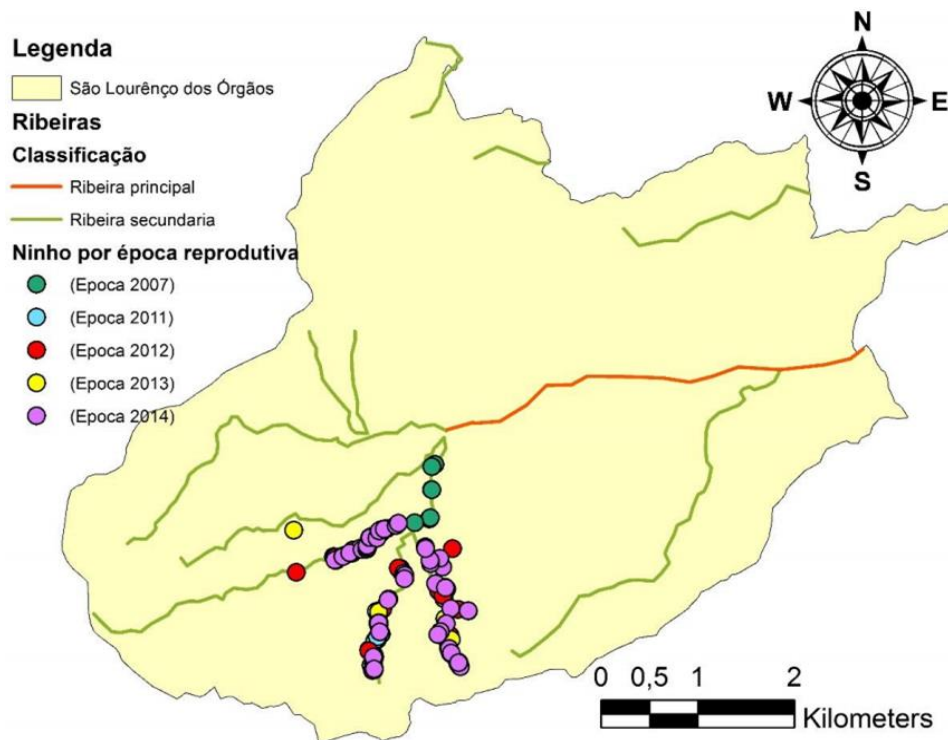 Legenda
São Lourênço dos Órgãos
Ribeiras
Classificação
Ribeira principal
Ribeira secundaria
Ninho por época reprodutiva
(Epoca 2007)
(Epoca 2011)
(Epoca 2012)
(Epoca 2013)
(Epoca 2014)
N
W E
S
0 0,5 1 2
Kilometers